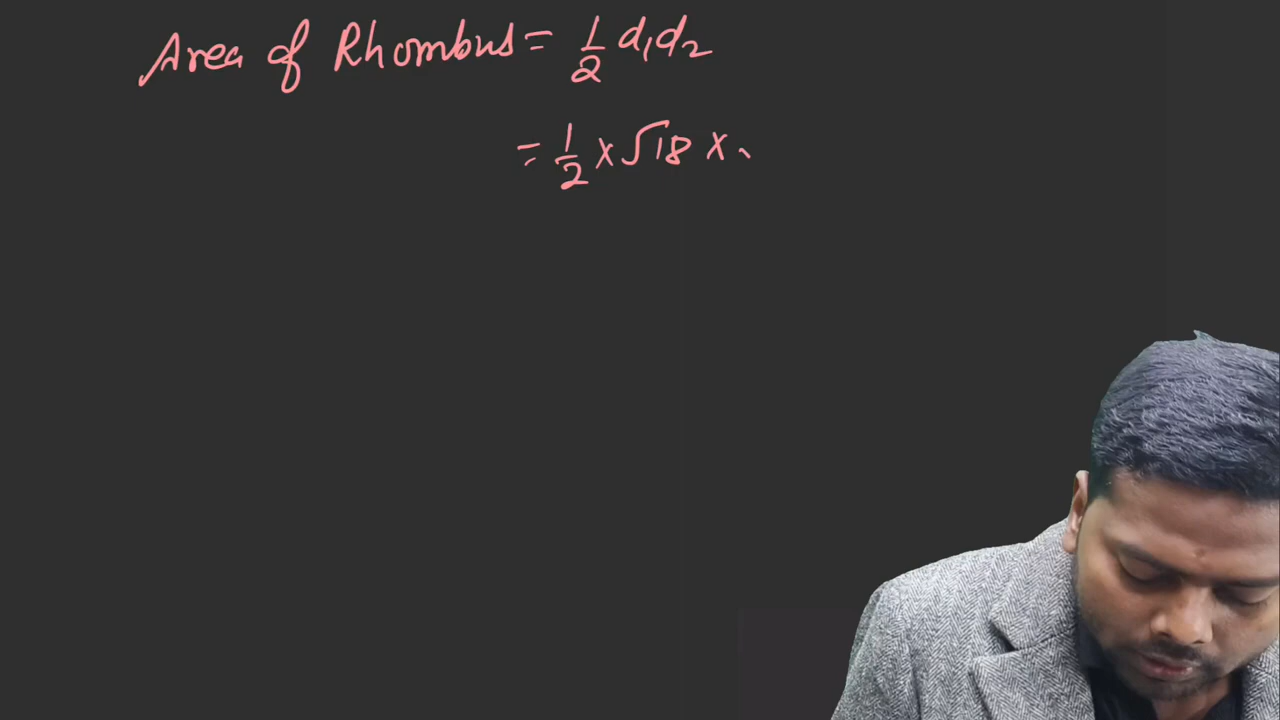 Area of Rhombus = 1/2 d₁d₂
= 1/2 × √18 ×